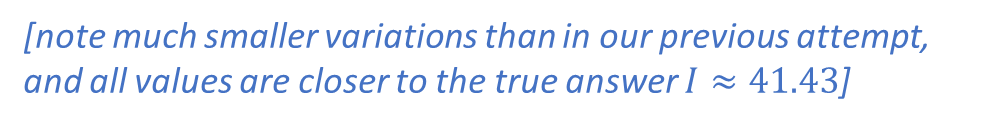 [note much smaller variations than in our previous attempt,
and all values are closer to the true answer I ≈ 41.43]